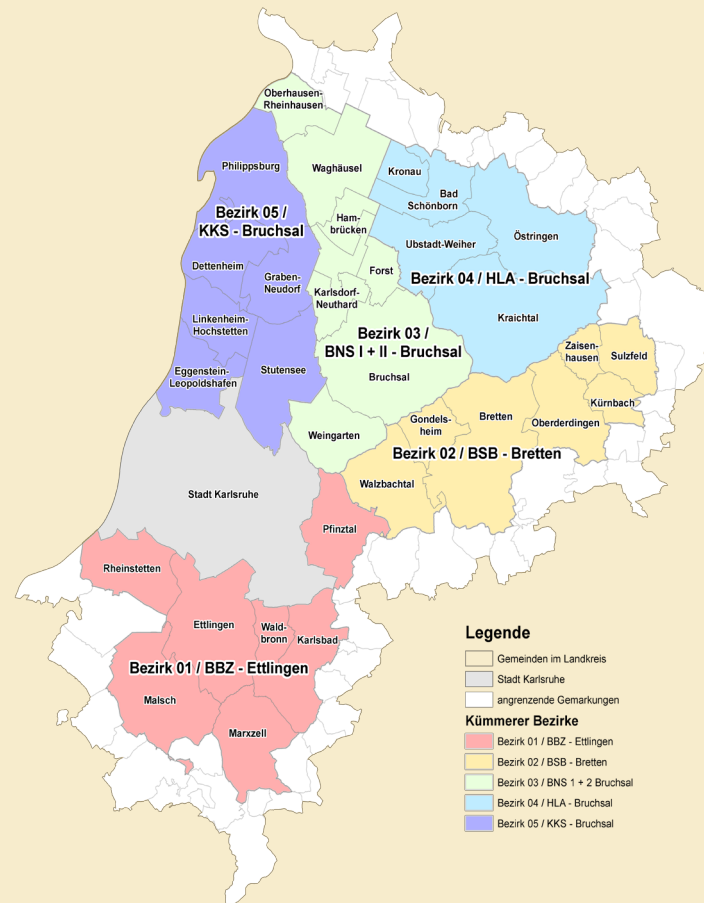 Oberhausen-
Rheinhausen
Philippsburg
Waghäusel
Kronau
Bad
Schönborn
Bezirk 05 /
KKS - Bruchsal
Ham-
brücken
Östringen
Ubstadt-Weiher
Dettenheim
Forst
Graben-
Neudorf
Bezirk 04 / HLA - Bruchsal
Karlsdorf-
Neuthard
Linkenheim-
Hochstetten
Kraichtal
Bezirk 03 /
BNS I + II - Bruchsal
Zaisen-
hausen
Sulzfeld
Eggenstein-
Leopoldshafen
Stutensee
Bruchsal
Kürnbach
Gondels-
heim
Bretten
Oberderdingen
Weingarten
Bezirk 02 / BSB - Bretten
Walzbachtal
Stadt Karlsruhe
Pfinztal
Rheinstetten
Ettlingen
Wald-
bronn
Karlsbad
Bezirk 01 / BBZ - Ettlingen
Malsch
Marxzell
Legende
Gemeinden im Landkreis
Stadt Karlsruhe
angrenzende Gemarkungen
Kümmerer Bezirke
Bezirk 01 / BBZ - Ettlingen
Bezirk 02 / BSB - Bretten
Bezirk 03 / BNS 1 + 2 Bruchsal
Bezirk 04 / HLA - Bruchsal
Bezirk 05 / KKS - Bruchsal